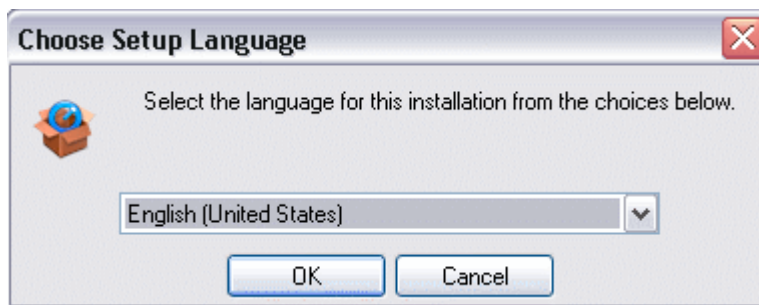 Choose Setup Language
Select the language for this installation from the choices below.
English (United States)
OK
Cancel